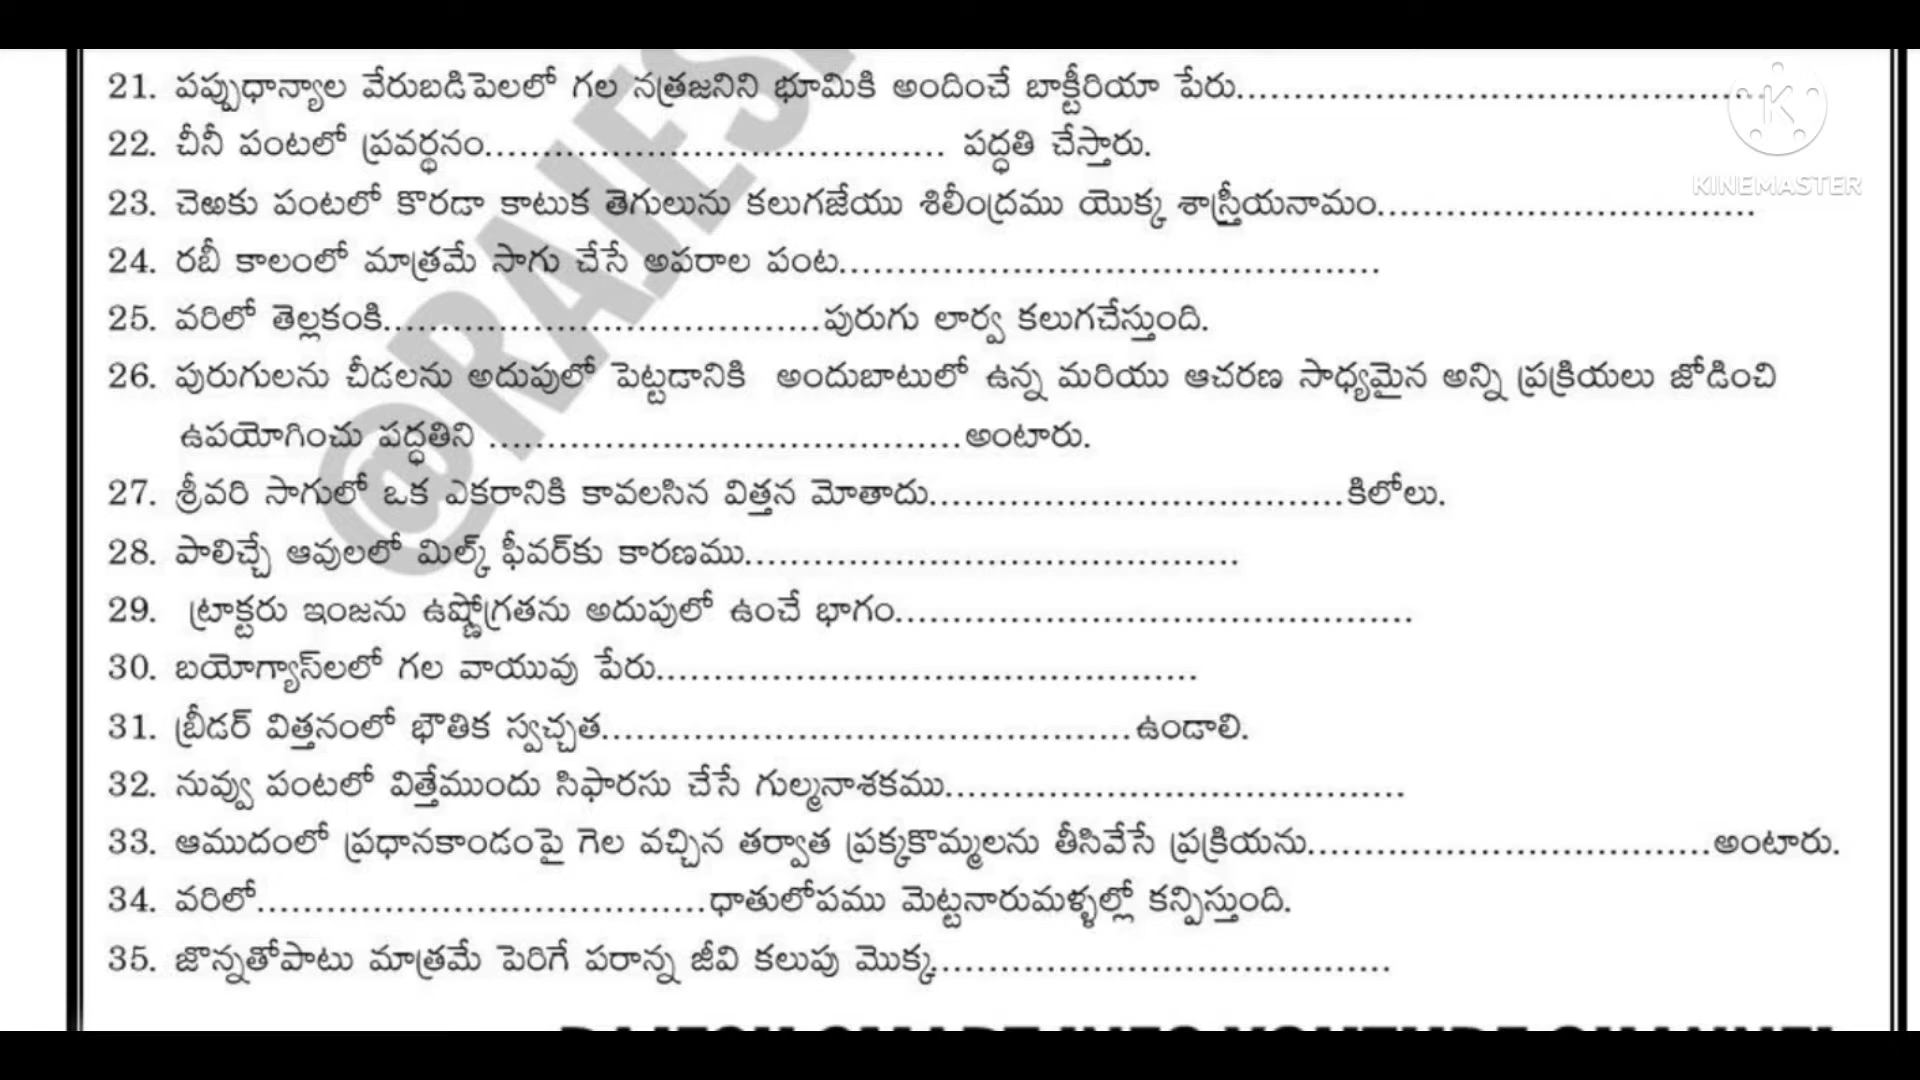 21. పప్పుధాన్యాల వేరుబడిపెలలో గల నత్రజనిని భూమికి అందించే బాక్టీరియా పేరు..........................................
KINEMASTER
22. చీనీ పంటలో ప్రవర్థనం........................................ పద్ధతి చేస్తారు.
23. చెఱకు పంటలో కొరడా కాటుక తెగులును కలుగజేయు శిలీంద్రము యొక్క శాస్త్రీయనామం.................................
24. రబీ కాలంలో మాత్రమే సాగు చేసే అపరాల పంట...............................................
25. వరిలో తెల్లకంకి......................................పురుగు లార్వ కలుగచేస్తుంది.
26. పురుగులను చీడలను అదుపులో పెట్టడానికి అందుబాటులో ఉన్న మరియు ఆచరణ సాధ్యమైన అన్ని ప్రక్రియలు జోడించి
ఉపయోగించు పద్ధతిని .........................................అంటారు.
27. శ్రీవరి సాగులో ఒక ఎకరానికి కావలసిన విత్తన మోతాదు....................................కిలోలు.
28. పాలిచ్చే ఆవులలో మిల్క్ ఫీవర్‌కు కారణము...........................................
29. ట్రాక్టరు ఇంజను ఉష్ణోగ్రతను అదుపులో ఉంచే భాగం.............................................
30. బయోగ్యాస్‌లలో గల వాయువు పేరు...............................................
31. బ్రీడర్ విత్తనంలో భౌతిక స్వచ్చత..............................................ఉండాలి.
32. నువ్వు పంటలో విత్తేముందు సిఫారసు చేసే గుల్మనాశకము........................................
33. ఆముదంలో ప్రధానకాండంపై గెల వచ్చిన తర్వాత ప్రక్కకొమ్మలను తీసివేసే ప్రక్రియను...................................అంటారు.
34. వరిలో.......................................ధాతులోపము మెట్టనారుమళ్ళల్లో కన్పిస్తుంది.
35. జొన్నతోపాటు మాత్రమే పెరిగే పరాన్న జీవి కలుపు మొక్క........................................